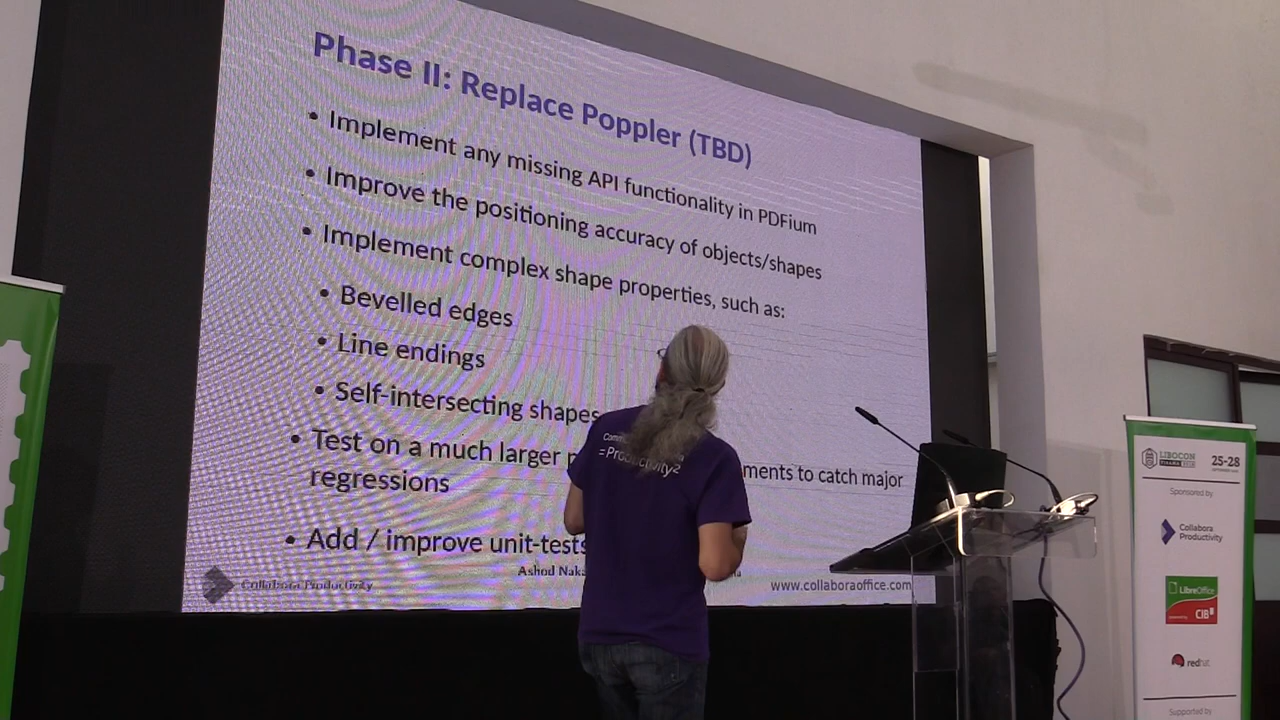 Phase II: Replace Poppler (TBD)
• Implement any missing API functionality in PDFium
• Improve the positioning accuracy of objects/shapes
• Implement complex shape properties, such as:
• Bevelled edges
• Line endings
• Self-intersecting shapes
• Test on a much larger
ments to catch major
regressions
• Add / improve unit-tests
Ashod Naka
Collabora Productivity
www.collaboraoffice.com
=Productivity²
LIBOCON
25-28
Sponsored by
Collabora
Productivity
LibreOffice
CIB
redhat
Supported by